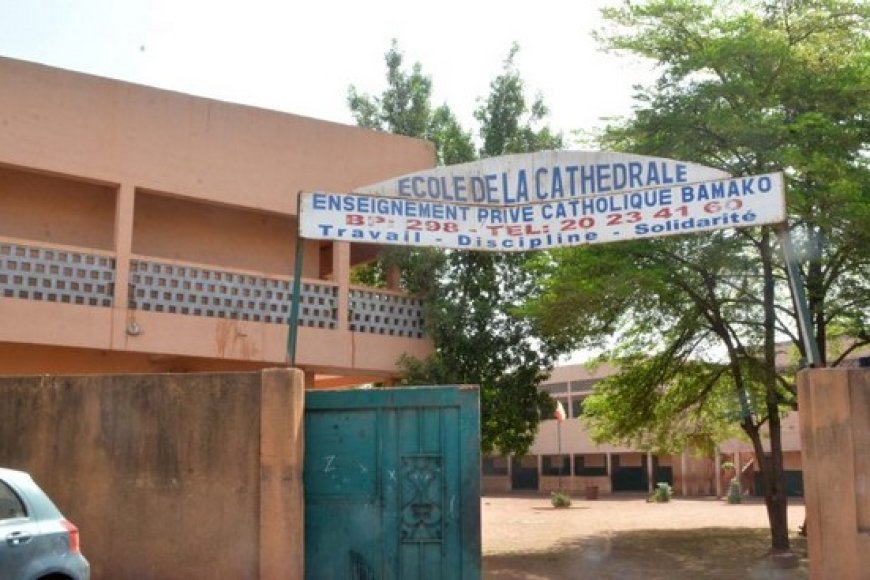 ECOLE DE LA CATHEDRALE
ENSEIGNEMENT PRIVE CATHOLIQUE BAMAKO
BP: 298 - TEL: 20 23 41 60
Travail - Discipline - Solidarité